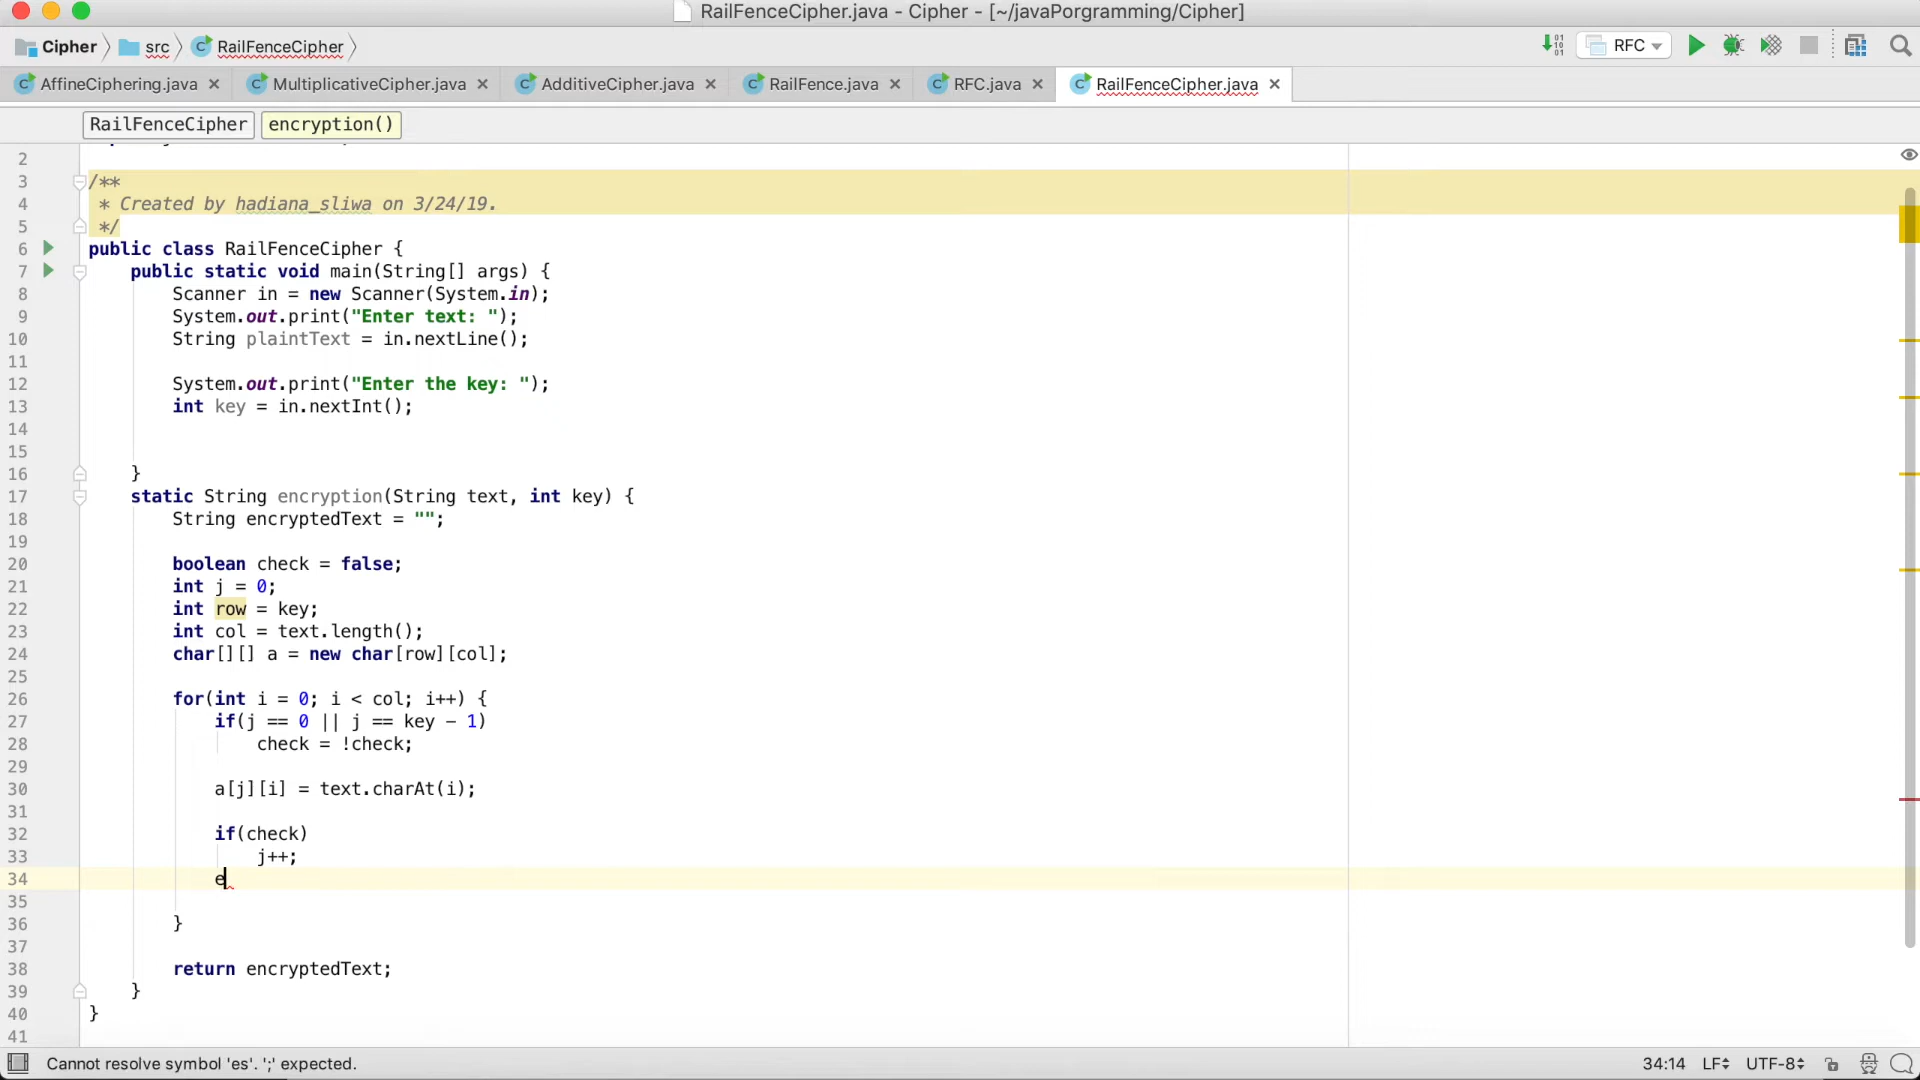 RailFenceCipher.java - Cipher - [~/javaPorgramming/Cipher]
Cipher src RailFenceCipher RFC
AffineCiphering.java MultiplicativeCipher.java AdditiveCipher.java RailFence.java RFC.java RailFenceCipher.java
RailFenceCipher encryption()
2
3 /**
4 * Created by hadiana_sliwa on 3/24/19.
5 */
6 public class RailFenceCipher {
7 public static void main(String[] args) {
8 Scanner in = new Scanner(System.in);
9 System.out.print("Enter text: ");
10 String plaintText = in.nextLine();
11
12 System.out.print("Enter the key: ");
13 int key = in.nextInt();
14
15
16 }
17 static String encryption(String text, int key) {
18 String encryptedText = "";
19
20 boolean check = false;
21 int j = 0;
22 int row = key;
23 int col = text.length();
24 char[][] a = new char[row][col];
25
26 for(int i = 0; i < col; i++) {
27 if(j == 0 || j == key - 1)
28 check = !check;
29
30 a[j][i] = text.charAt(i);
31
32 if(check)
33 j++;
34 e
35
36 }
37
38 return encryptedText;
39 }
40 }
41
Cannot resolve symbol 'es'. ';' expected. 34:14 LF UTF-8